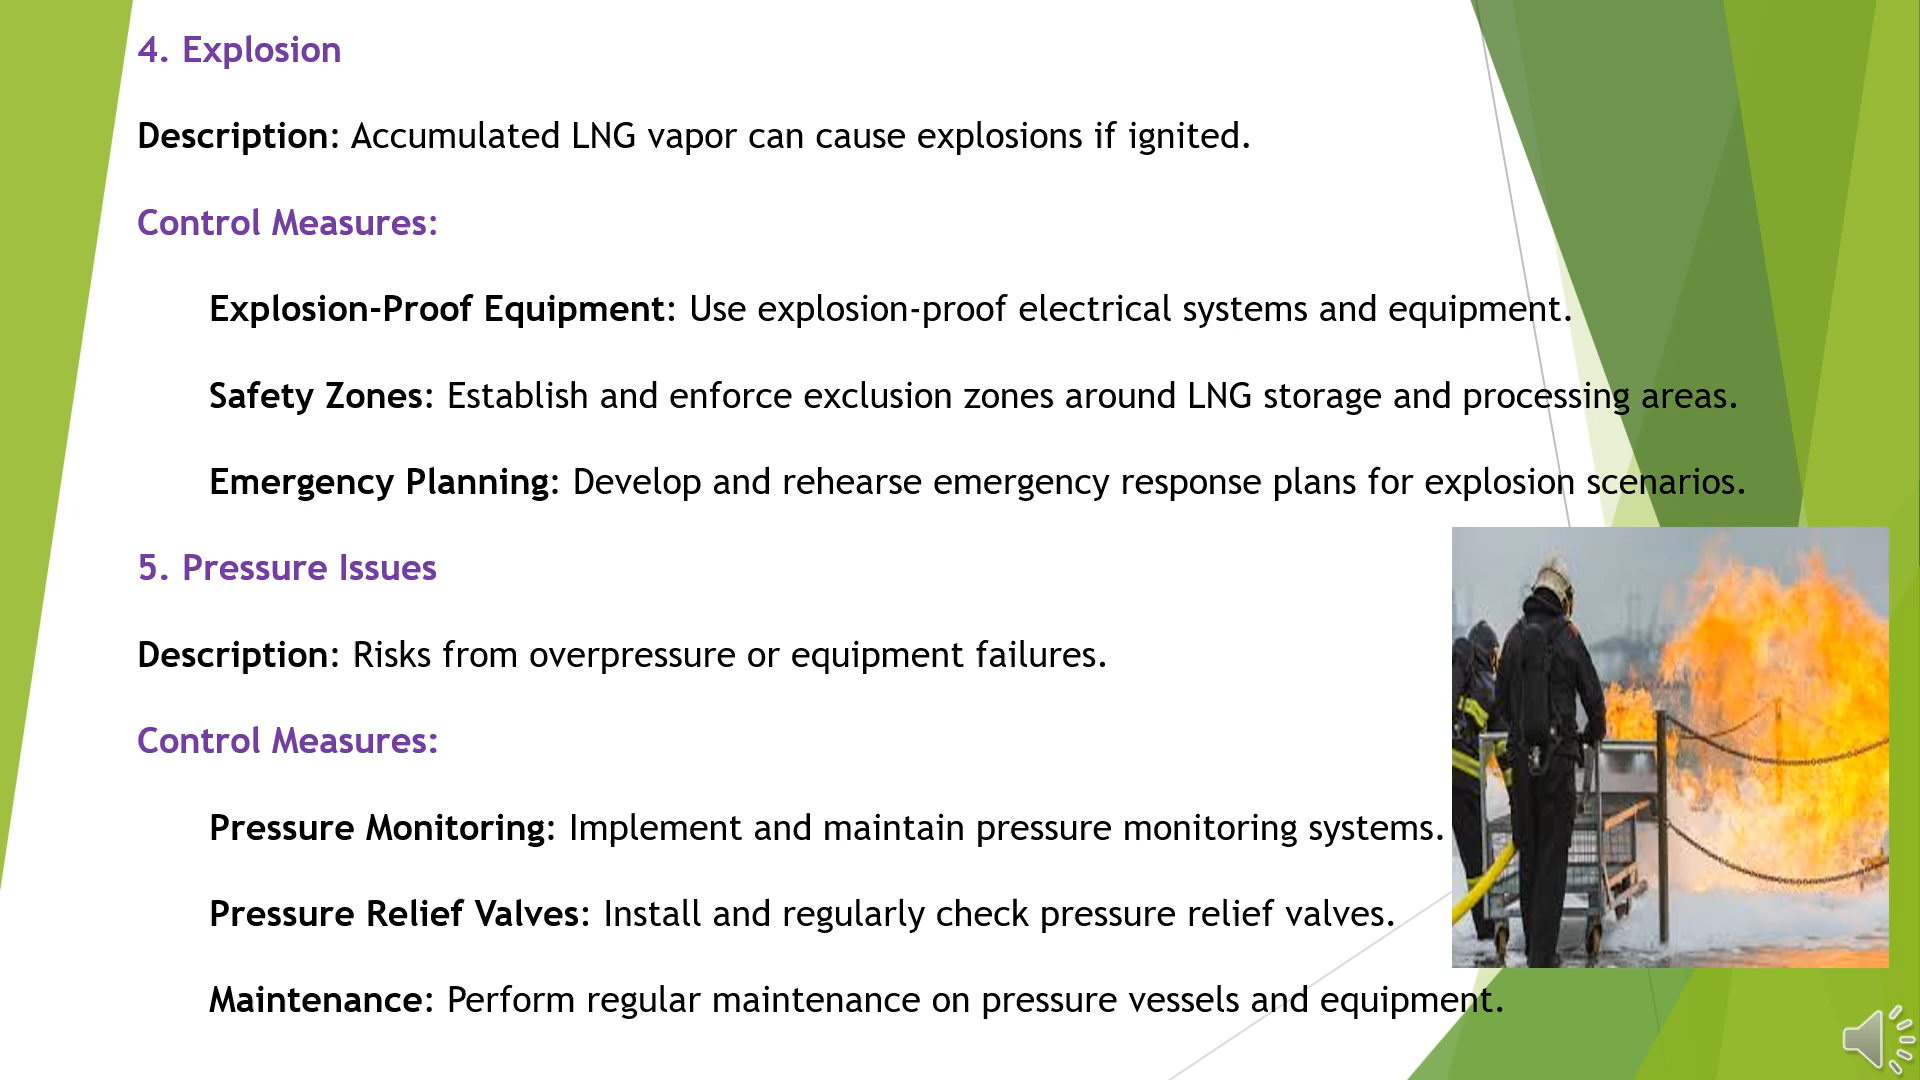 4. Explosion
Description: Accumulated LNG vapor can cause explosions if ignited.
Control Measures:
Explosion-Proof Equipment: Use explosion-proof electrical systems and equipment.
Safety Zones: Establish and enforce exclusion zones around LNG storage and processing areas.
Emergency Planning: Develop and rehearse emergency response plans for explosion scenarios.
5. Pressure Issues
Description: Risks from overpressure or equipment failures.
Control Measures:
Pressure Monitoring: Implement and maintain pressure monitoring systems.
Pressure Relief Valves: Install and regularly check pressure relief valves.
Maintenance: Perform regular maintenance on pressure vessels and equipment.